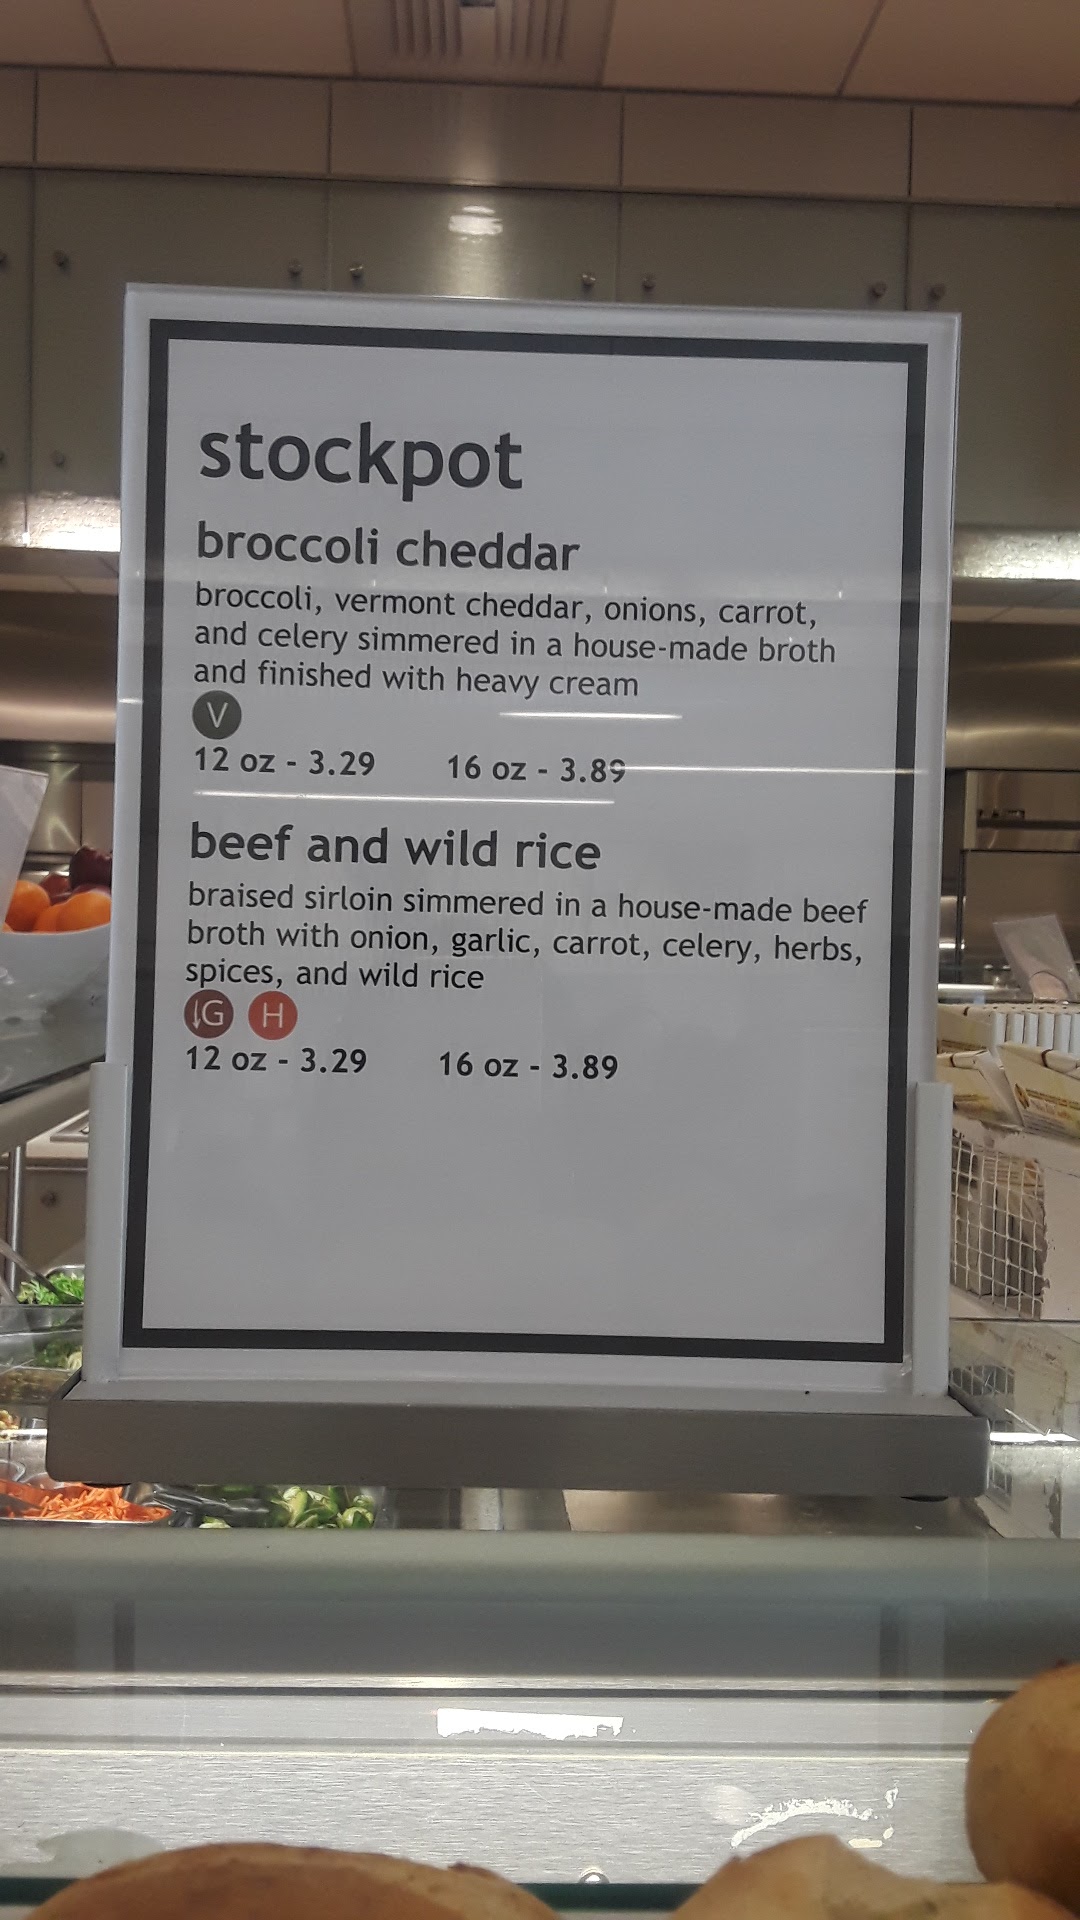 stockpot
broccoli cheddar
broccoli, vermont cheddar, onions, carrot,
and celery simmered in a house-made broth
and finished with heavy cream
V
12 oz - 3.29 16 oz - 3.89
beef and wild rice
braised sirloin simmered in a house-made beef
broth with onion, garlic, carrot, celery, herbs,
spices, and wild rice
↓G H
12 oz - 3.29 16 oz - 3.89